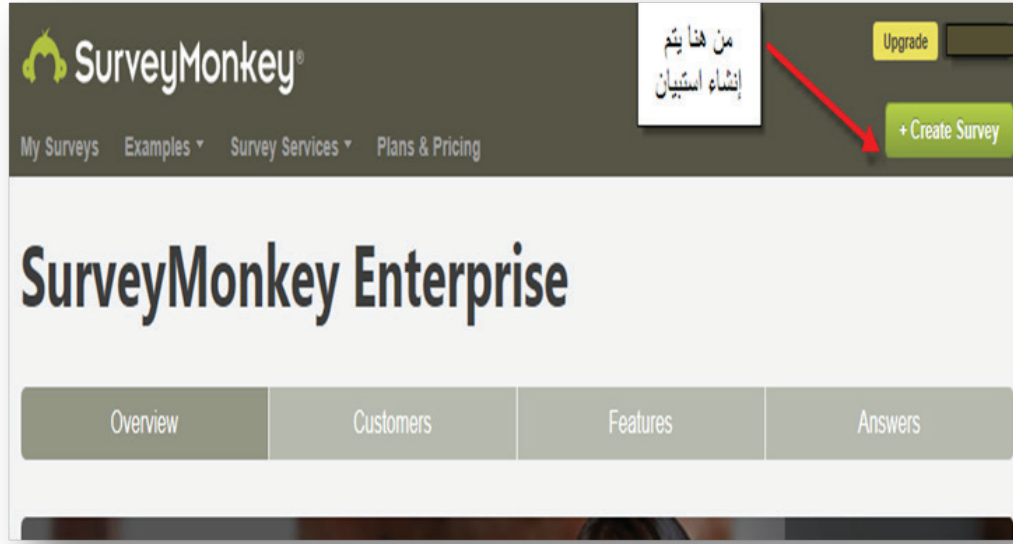 SurveyMonkey®
من هنا يتم
إنشاء استبيان
Upgrade
+ Create Survey
My Surveys Examples Survey Services Plans & Pricing
SurveyMonkey Enterprise
Overview Customers Features Answers